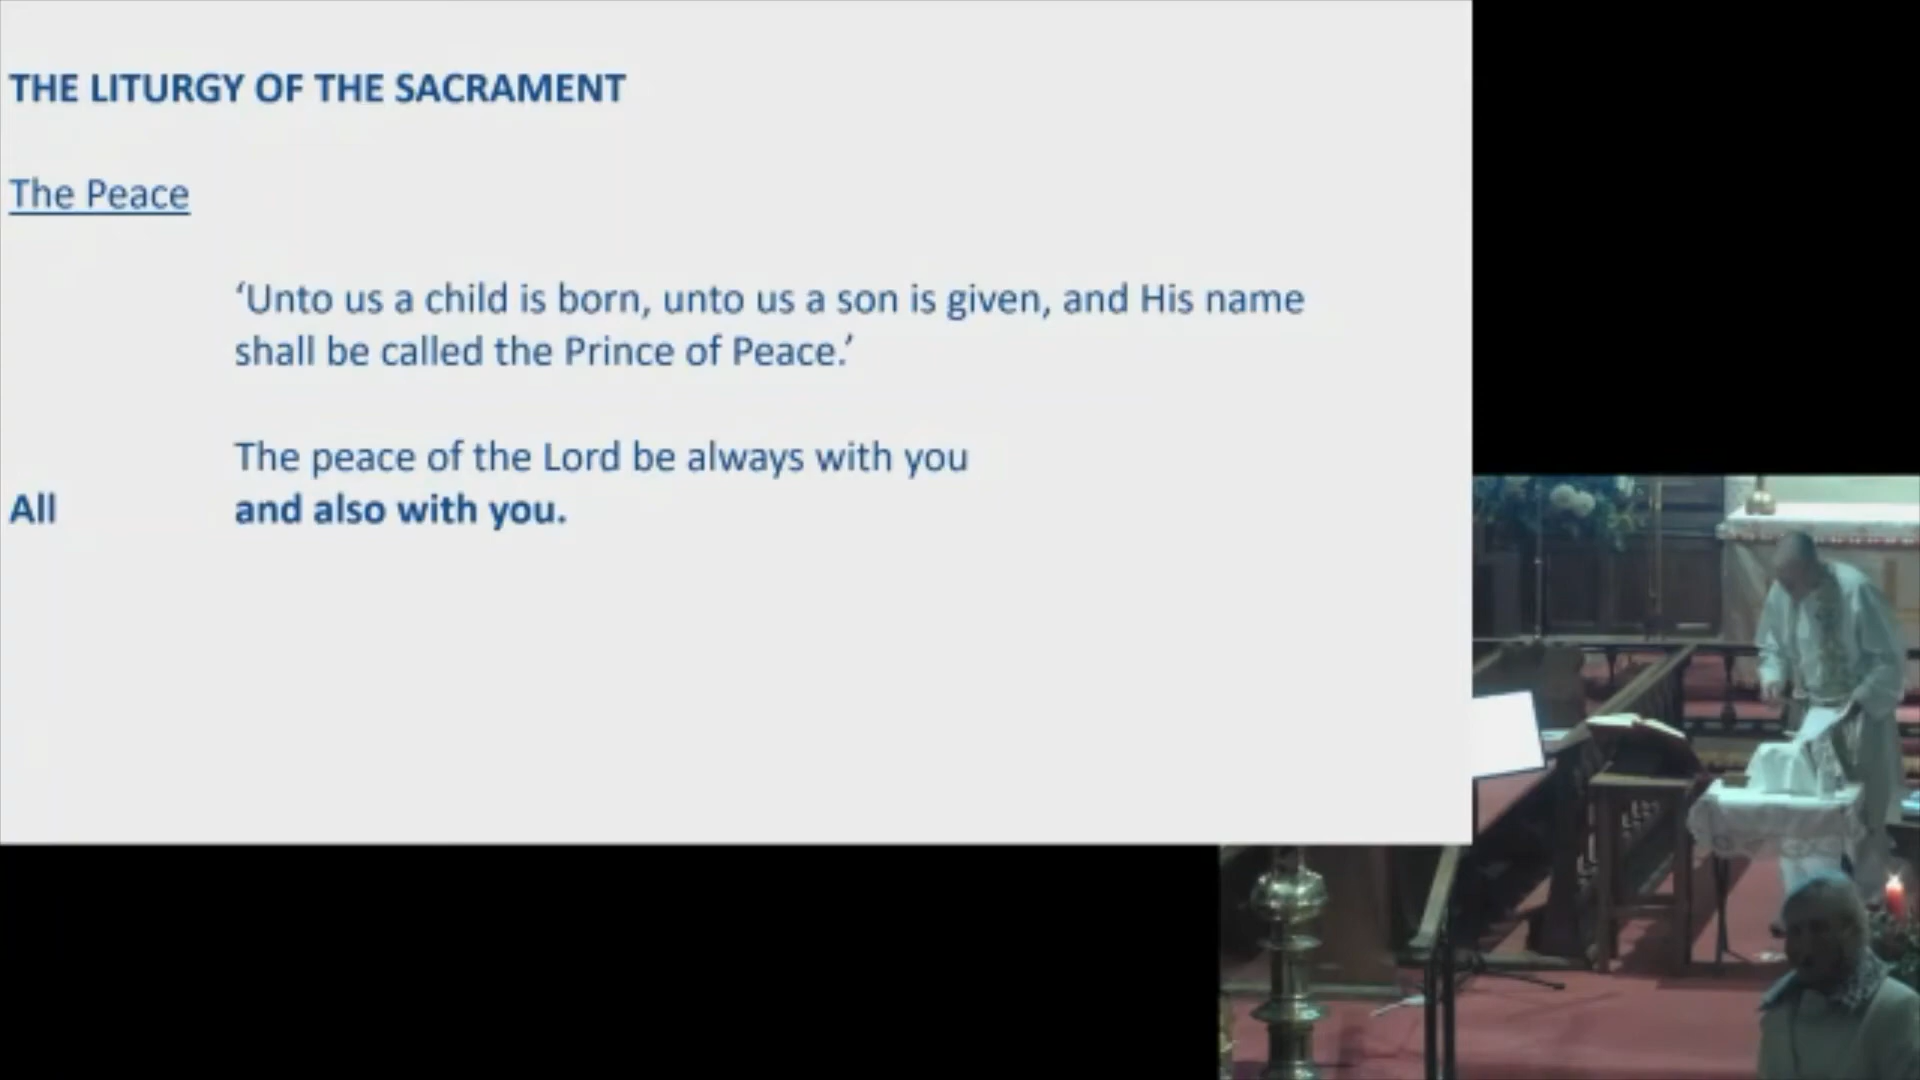 THE LITURGY OF THE SACRAMENT
The Peace
‘Unto us a child is born, unto us a son is given, and His name
shall be called the Prince of Peace.’
The peace of the Lord be always with you
All and also with you.